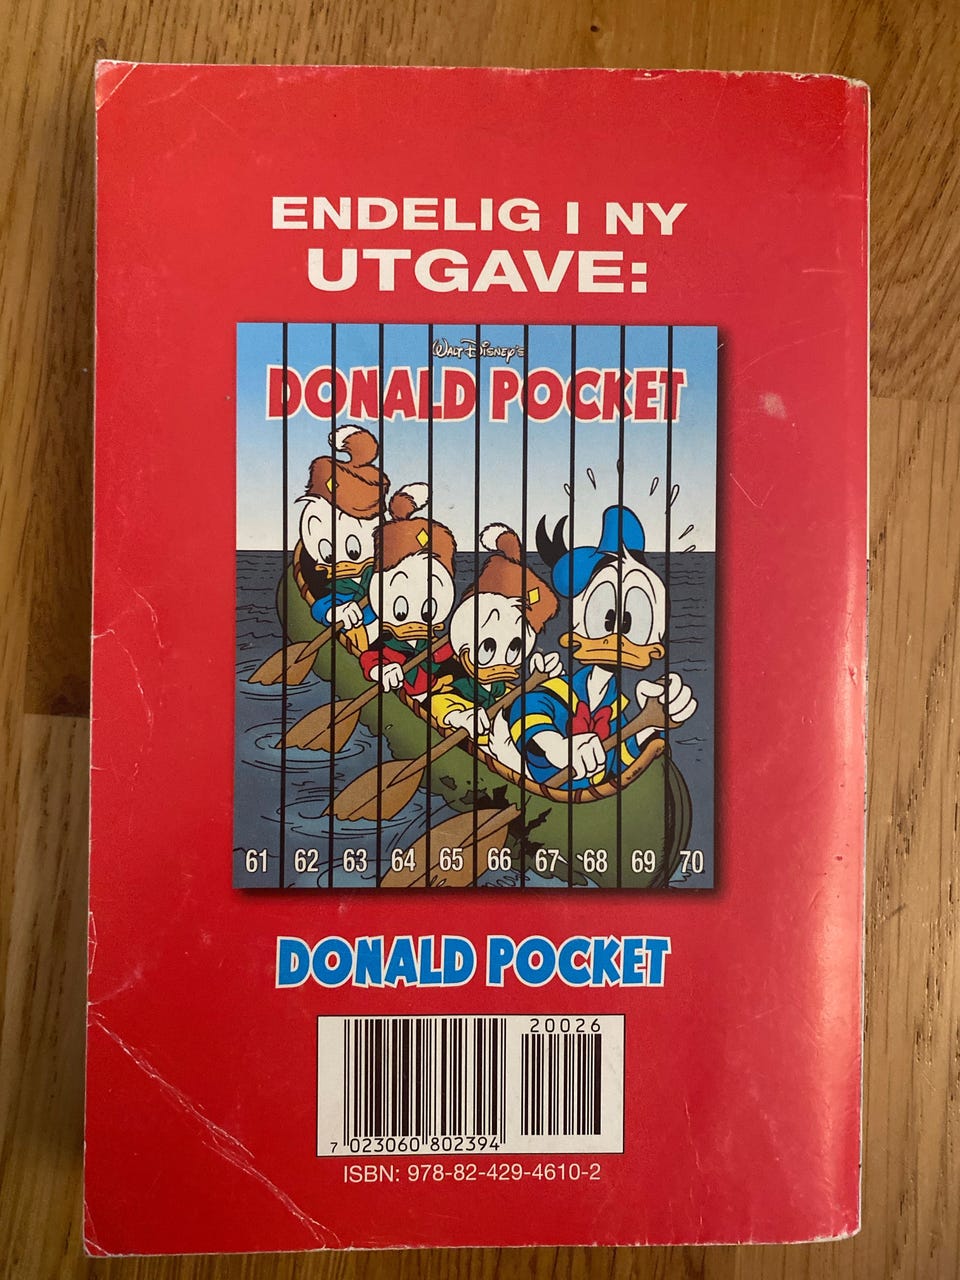 ENDELIG I NY
UTGAVE:
WALT DISNEY'S
DONALD POCKET
61 62 63 64 65 66 67 68 69 70
DONALD POCKET
20026
7 023060 802394
ISBN: 978-82-429-4610-2